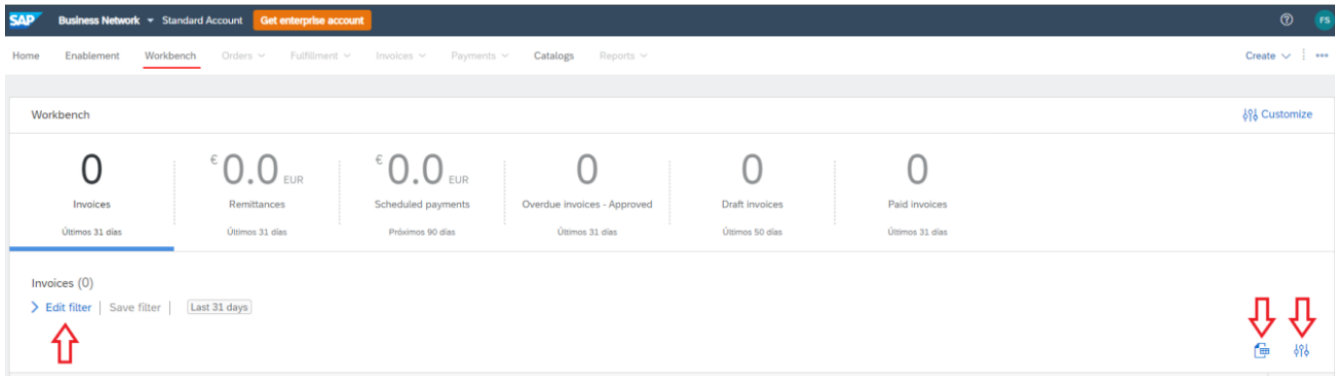 SAP Business Network Standard Account Get enterprise account ? FS
Home Enablement Workbench Orders Fulfillment Invoices Payments Catalogs Reports Create
Workbench Customize
0 € 0.0 EUR € 0.0 EUR 0 0 0
Invoices Remittances Scheduled payments Overdue invoices - Approved Draft invoices Paid invoices
Últimos 31 días Últimos 31 días Próximos 90 días Últimos 31 días Últimos 50 días Últimos 31 días
Invoices (0)
Edit filter | Save filter | Last 31 days